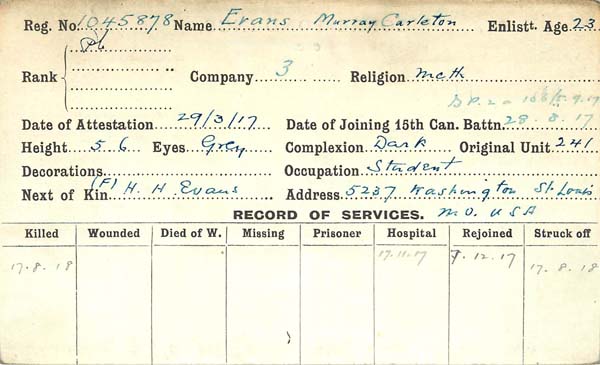 Reg. No. 1045878 Name Evans Murray Carleton Enlistt. Age 23
Pte
Rank Company 3 Religion Meth
Date of Attestation 29/3/17 Date of Joining 15th Can. Battn. 28.8.17
Height 5 6 Eyes Grey Complexion Dark Original Unit 241
Decorations Occupation Student
Next of Kin (F) H. H. Evans Address 5237 Washington St. Louis
RECORD OF SERVICES. MO. USA
Killed Wounded Died of W. Missing Prisoner Hospital Rejoined Struck off
17.8.18 17.11.17 7.12.17 17.8.18